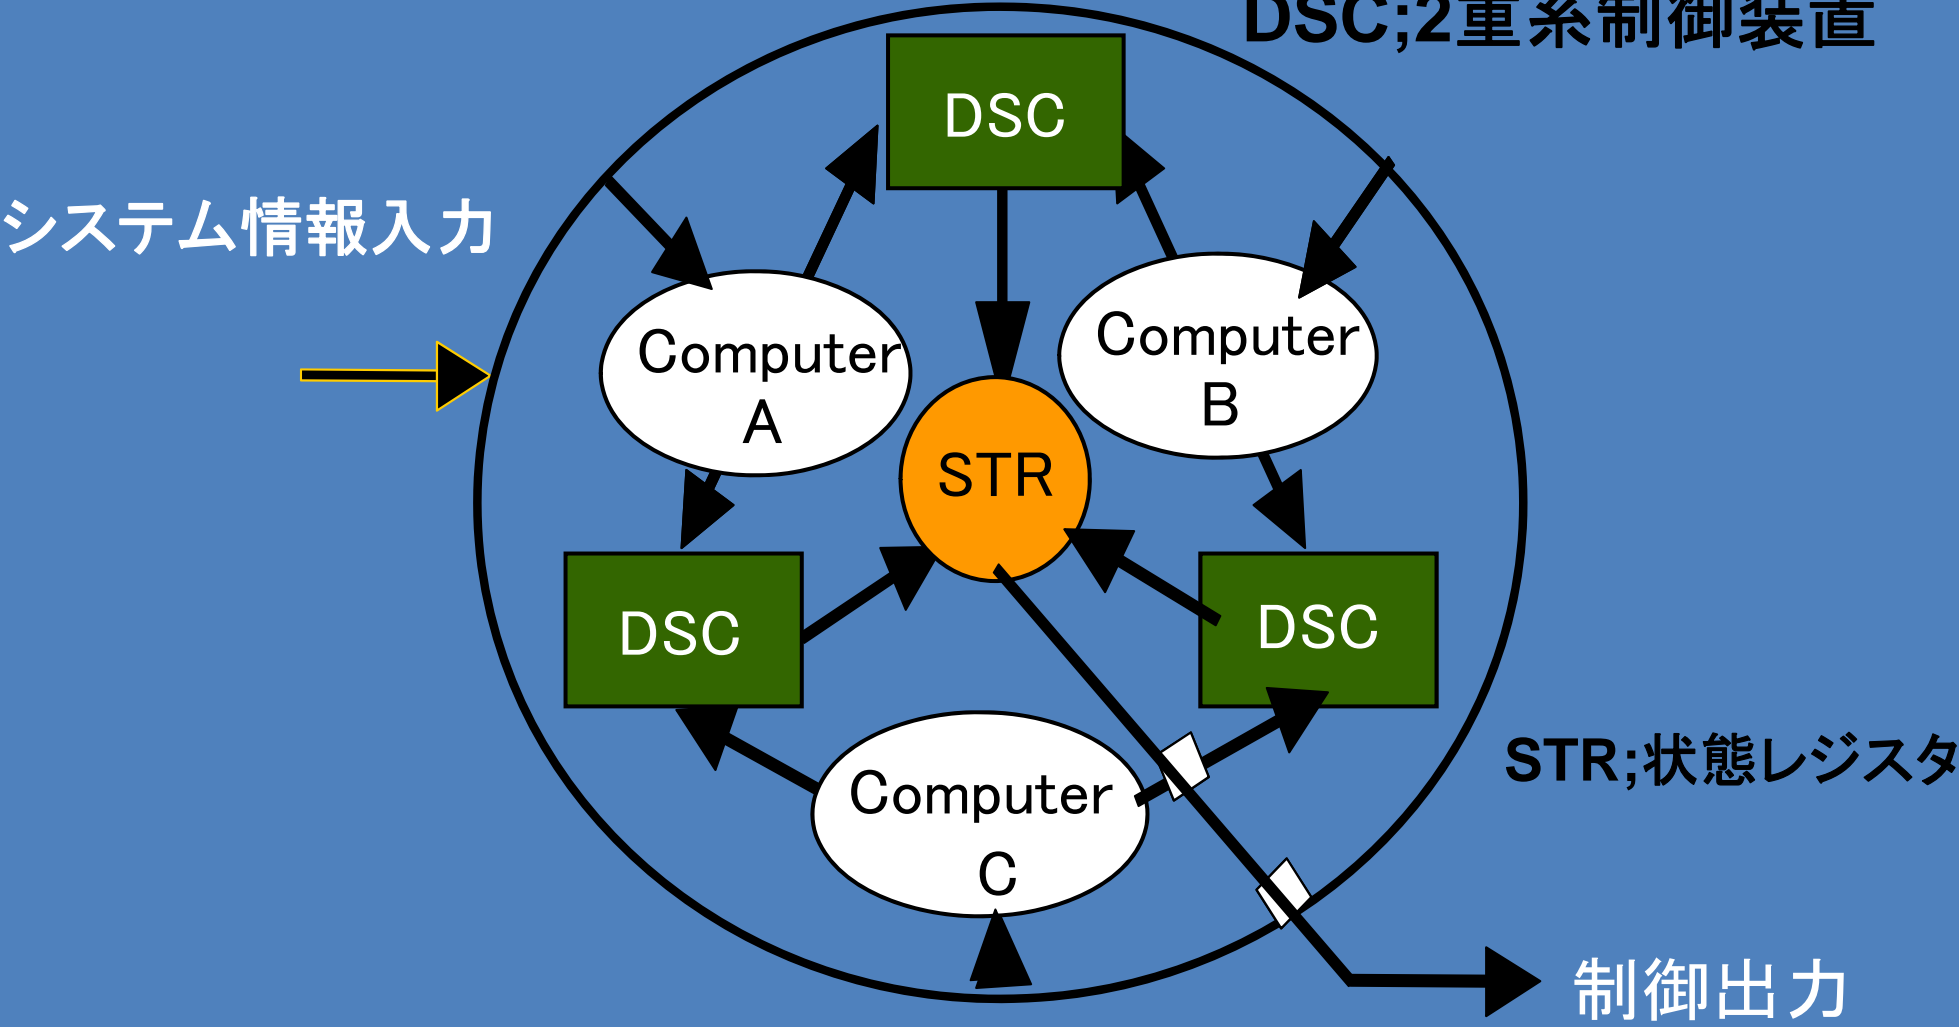 DSC;2重系制御装置
DSC
システム情報入力
Computer
A
Computer
B
STR
DSC
DSC
STR;状態レジスタ
Computer
C
制御出力